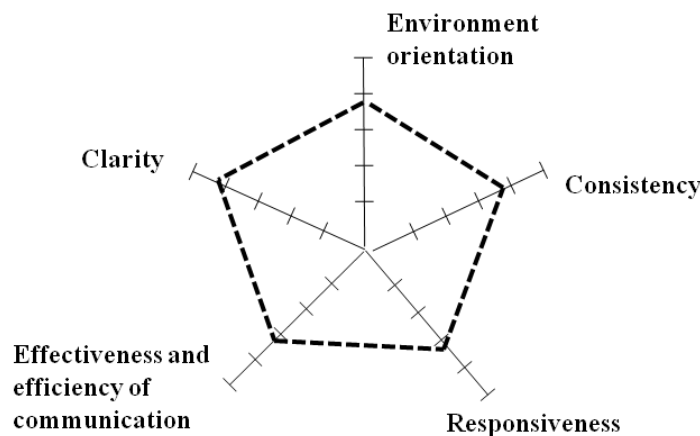 Environment
orientation
Clarity
Consistency
Effectiveness and
efficiency of
communication
Responsiveness